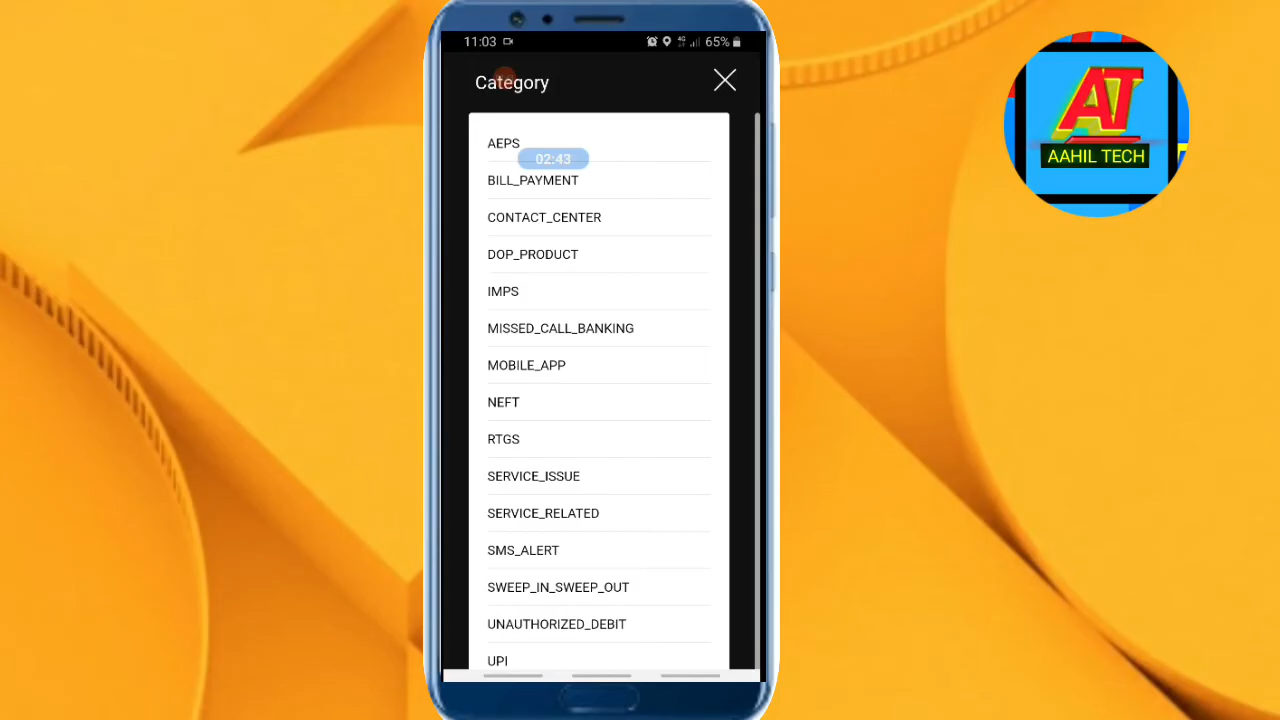 11:03
65%
Category
AEPS
02:43
BILL_PAYMENT
CONTACT_CENTER
DOP_PRODUCT
IMPS
MISSED_CALL_BANKING
MOBILE_APP
NEFT
RTGS
SERVICE_ISSUE
SERVICE_RELATED
SMS_ALERT
SWEEP_IN_SWEEP_OUT
UNAUTHORIZED_DEBIT
UPI
AT
AAHIL TECH